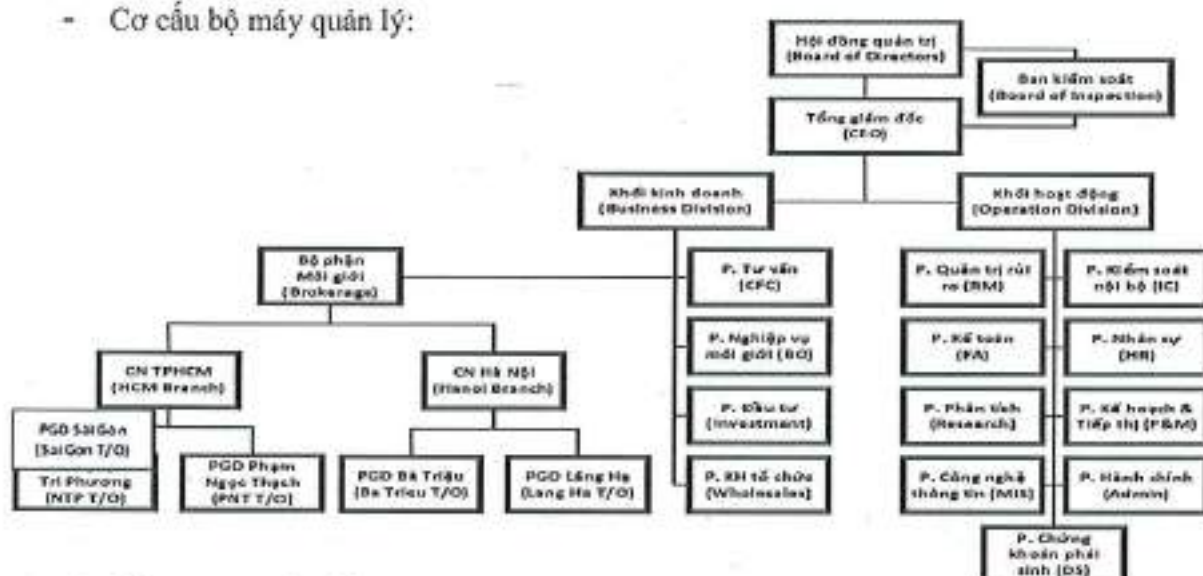 - Cơ cấu bộ máy quản lý:
Hội đồng quản trị
(Board of Directors)
Ban kiểm soát
(Board of Inspection)
Tổng giám đốc
(CEO)
Khối kinh doanh
(Business Division)
Khối hoạt động
(Operation Division)
Bộ phận
Môi giới
(Brokerage)
P. Tư vấn
(CFC)
P. Quản trị rủi
ro (RM)
P. Kiểm soát
nội bộ (IC)
P. Nghiệp vụ
môi giới (BO)
P. Kế toán
(FA)
P. Nhân sự
(HR)
CN TPHCM
(HCM Branch)
CN Hà Nội
(Hanoi Branch)
P. Đầu tư
(Investment)
P. Phân tích
(Research)
P. Kế hoạch &
Tiếp thị (P&M)
PGD Sài Gòn
(SaiGon T/O)
Tri Phương
(NTP T/O)
PGD Phạm
Ngọc Thạch
(PNT T/O)
PGD Bà Triệu
(Ba Trieu T/O)
PGD Láng Hạ
(Lang Ha T/O)
P. KH tổ chức
(Wholesales)
P. Công nghệ
thông tin (MIS)
P. Hành chính
(Admin)
P. Chứng
khoán phái
sinh (DS)